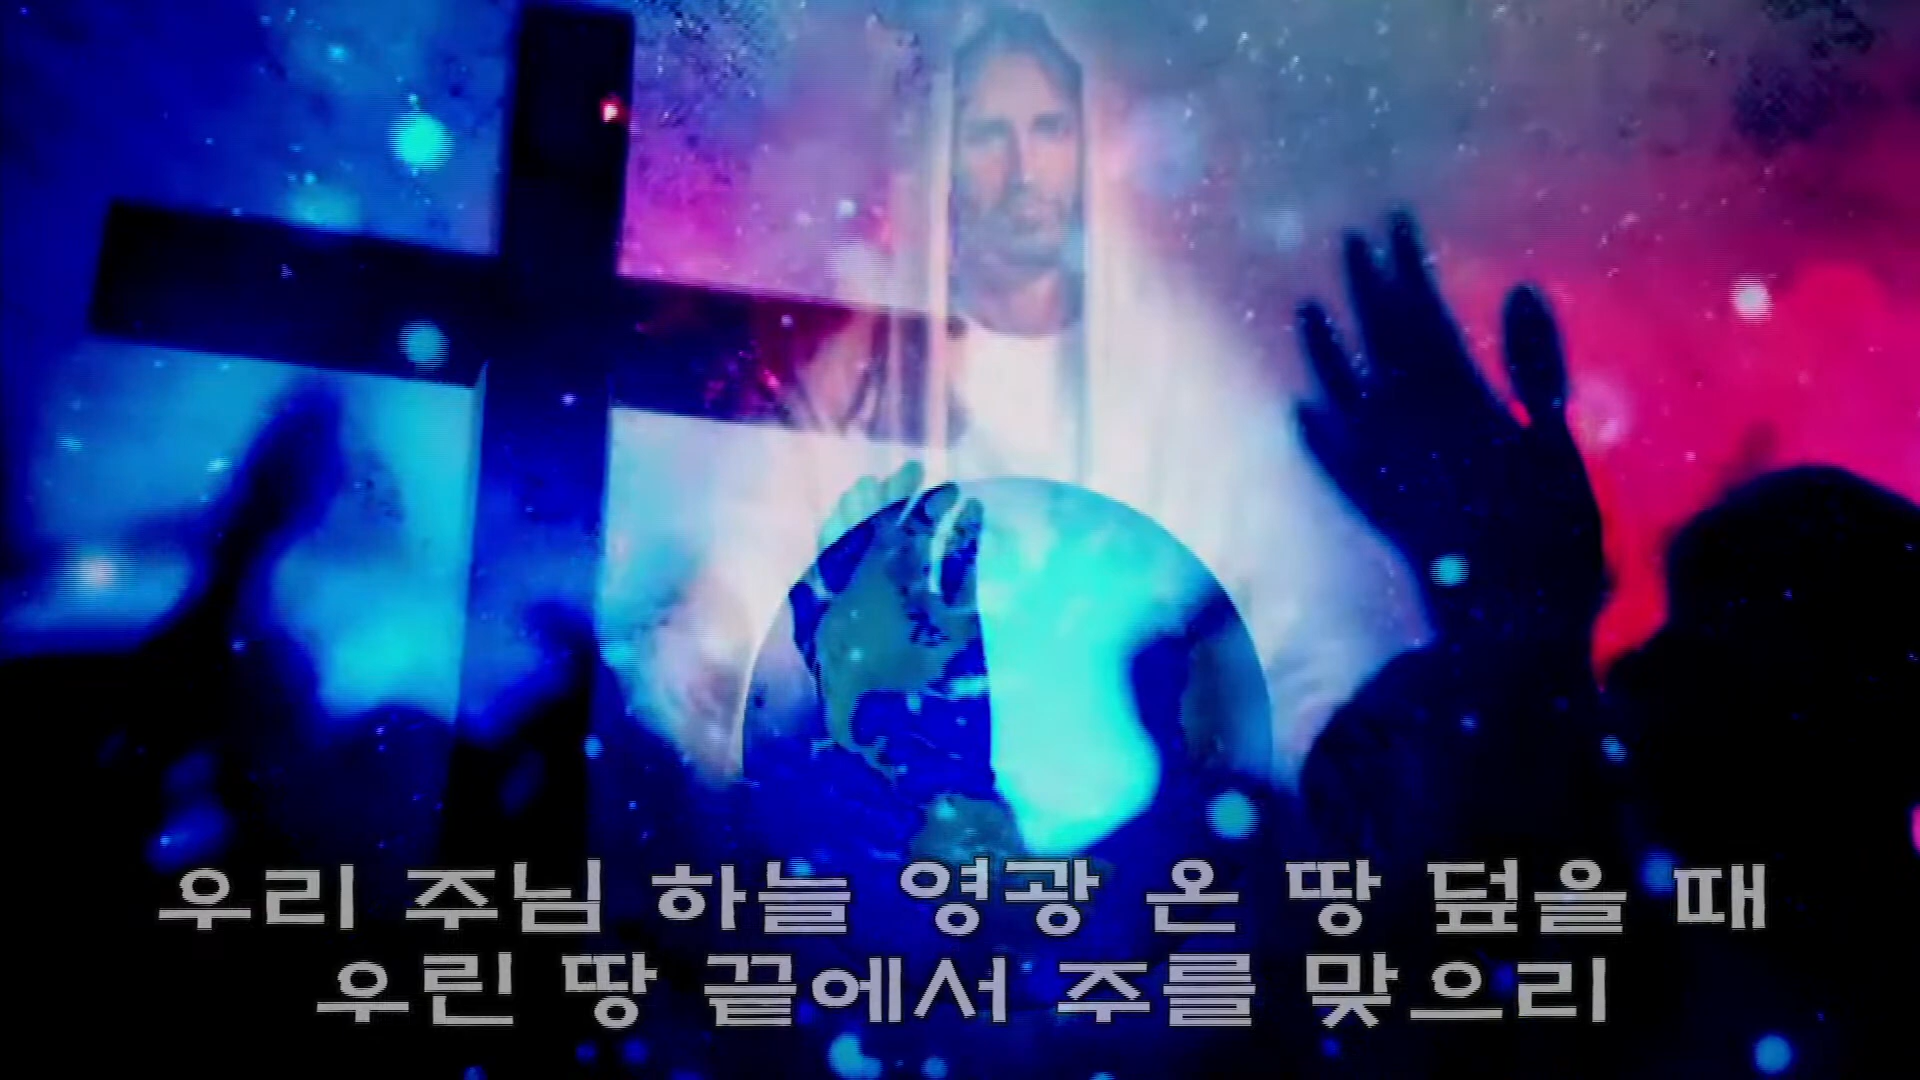 우리 주님 하늘 영광 온 땅 덮을 때
우린 땅 끝에서 주를 맞으리